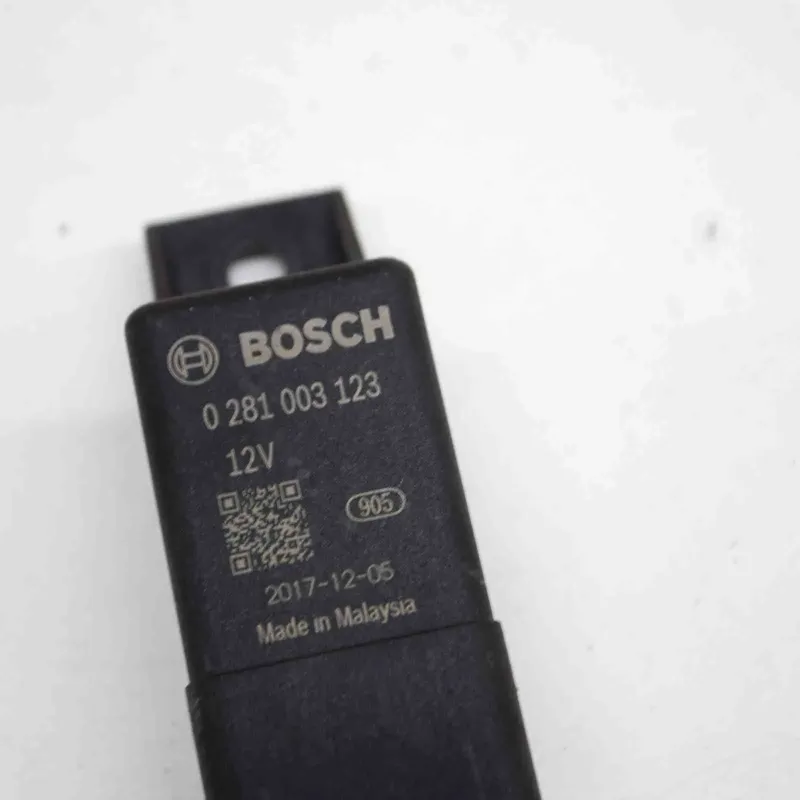 BOSCH
0 281 003 123
12V
905
2017-12-05
Made in Malaysia